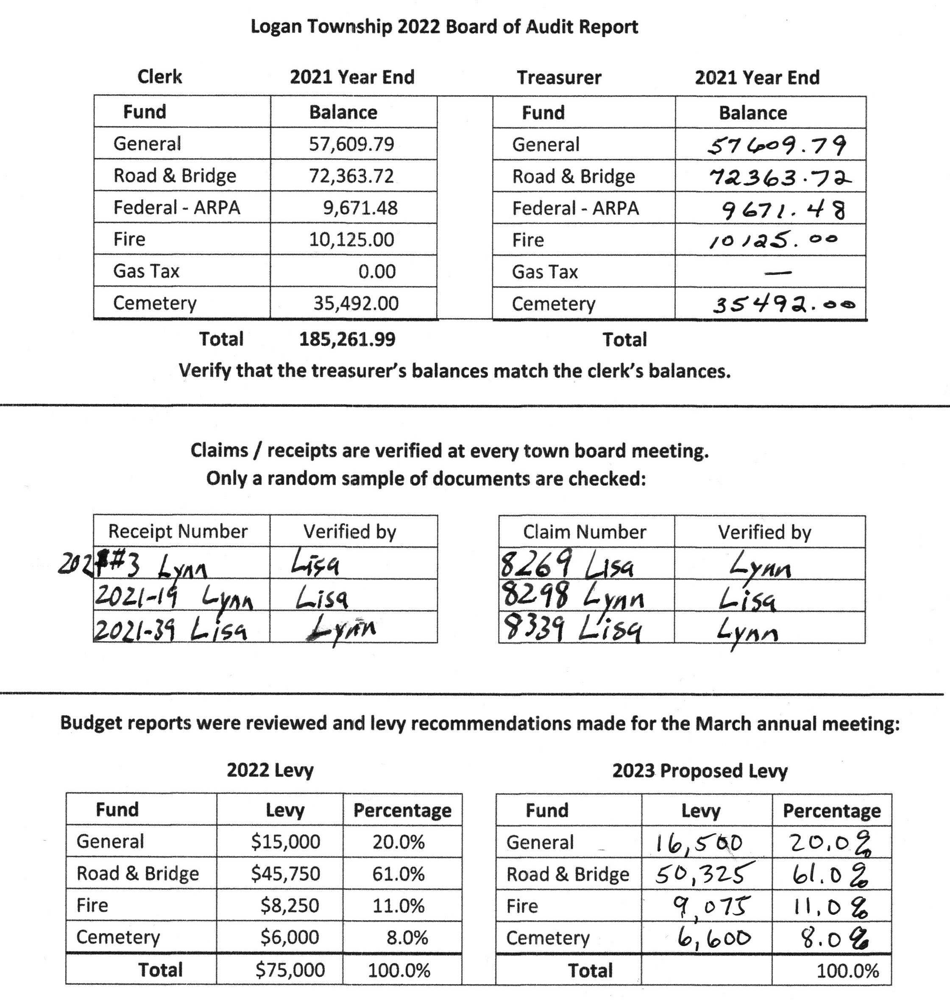 Logan Township 2022 Board of Audit Report
Clerk 2021 Year End Treasurer 2021 Year End
Fund Balance Fund Balance
General 57,609.79 General 57609.79
Road & Bridge 72,363.72 Road & Bridge 72363.72
Federal - ARPA 9,671.48 Federal - ARPA 9671.48
Fire 10,125.00 Fire 10125.00
Gas Tax 0.00 Gas Tax —
Cemetery 35,492.00 Cemetery 35492.00
Total 185,261.99 Total
Verify that the treasurer's balances match the clerk's balances.
Claims / receipts are verified at every town board meeting.
Only a random sample of documents are checked:
Receipt Number Verified by Claim Number Verified by
2021#3 Lynn Lisa 8269 Lisa Lynn
2021-19 Lynn Lisa 8298 Lynn Lisa
2021-39 Lisa Lynn 8339 Lisa Lynn
Budget reports were reviewed and levy recommendations made for the March annual meeting:
2022 Levy 2023 Proposed Levy
Fund Levy Percentage Fund Levy Percentage
General $15,000 20.0% General 16,500 20.0%
Road & Bridge $45,750 61.0% Road & Bridge 50,325 61.0%
Fire $8,250 11.0% Fire 9,075 11.0%
Cemetery $6,000 8.0% Cemetery 6,600 8.0%
Total $75,000 100.0% Total 100.0%